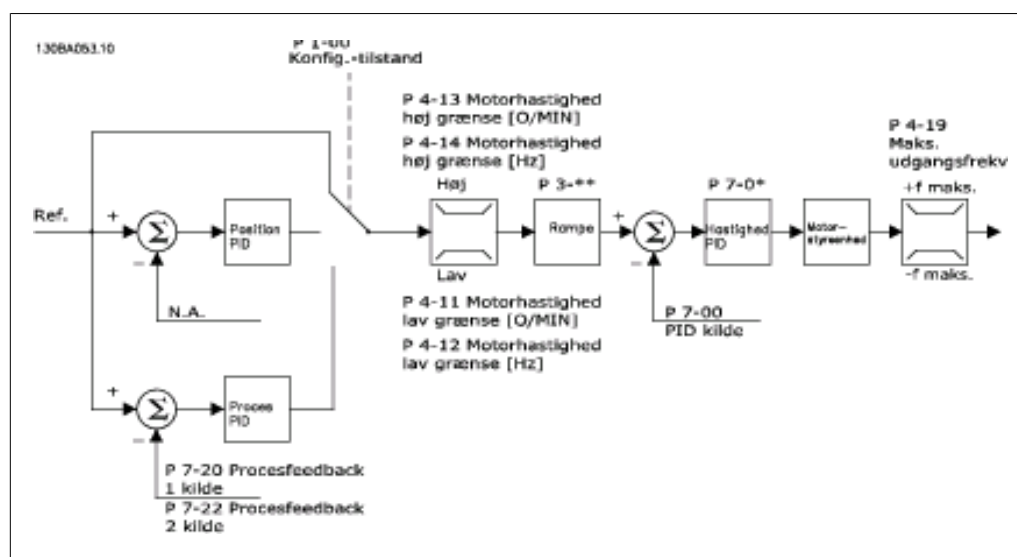 130BA053.10
P 1-00
Konfig.-tilstand
P 4-13 Motorhastighed
høj grænse [O/MIN]
P 4-14 Motorhastighed
høj grænse [Hz]
P 4-19
Maks.
udgangsfrekv
Høj
P 3-**
P 7-0*
+f maks.
Ref.
+
Σ
−
Position
PID
Rampe
+
Σ
−
Hastighed
PID
Motor-
styreenhed
Lav
-f maks.
N.A.
P 4-11 Motorhastighed
lav grænse [O/MIN]
P 4-12 Motorhastighed
lav grænse [Hz]
P 7-00
PID kilde
+
Σ
−
Proces
PID
P 7-20 Procesfeedback
1 kilde
P 7-22 Procesfeedback
2 kilde